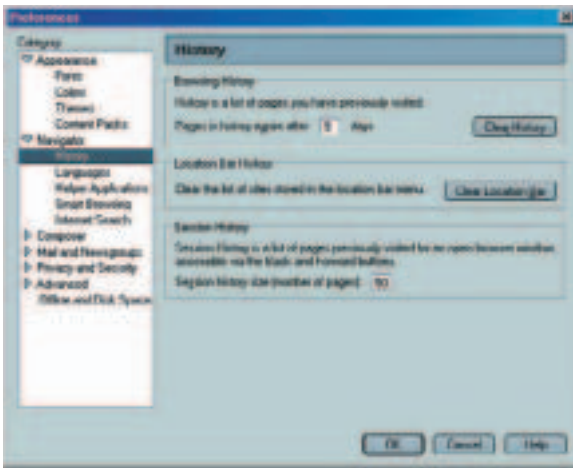 Preferences
Category
Appearance
Fonts
Colors
Themes
Content Packs
Navigator
History
Languages
Helper Applications
Smart Browsing
Internet Search
Composer
Mail and Newsgroups
Privacy and Security
Advanced
Offline and Disk Space
History
Browsing History
History is a list of pages you have previously visited.
Pages in history expire after days
Clear History
Location Bar History
Clear the list of sites stored in the location bar menu.
Clear Location Bar
Session History
Session History is a list of pages previously visited for an open browser window,
accessible via the Back and Forward buttons.
Session history size (number of pages): 50
OK Cancel Help